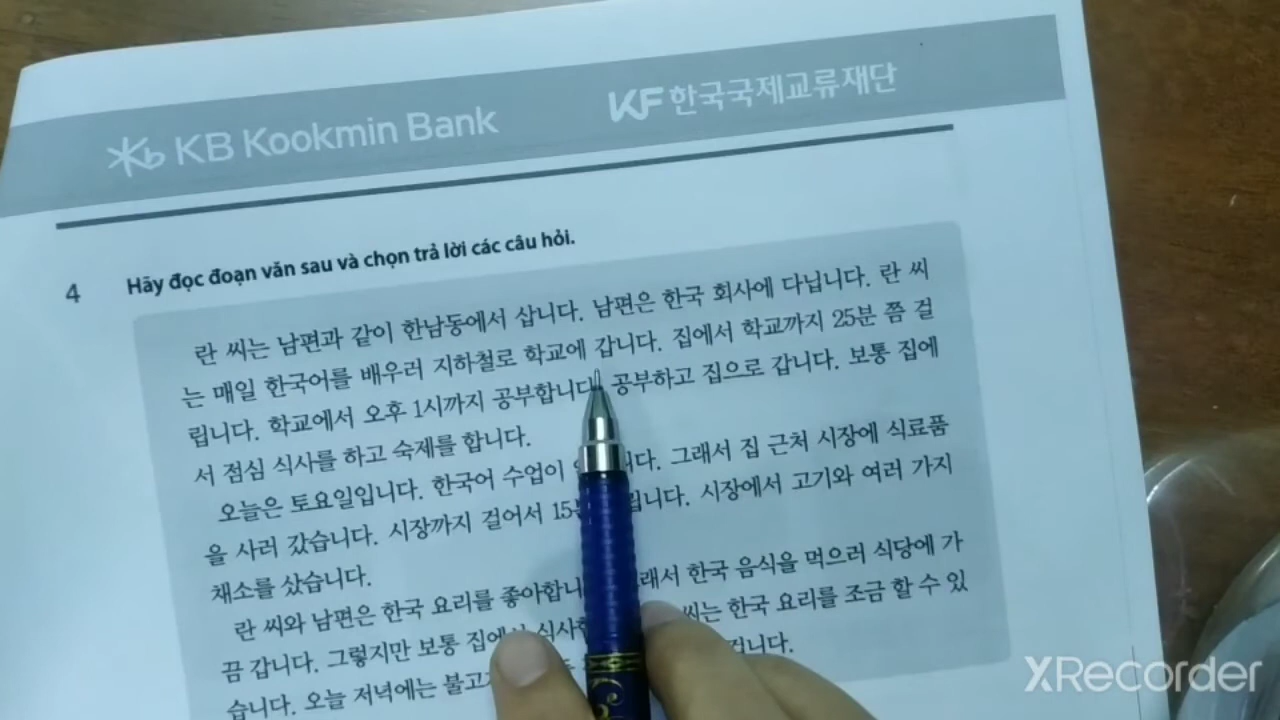 KB Kookmin Bank
KF 한국국제교류재단
4 Hãy đọc đoạn văn sau và chọn trả lời các câu hỏi.
란 씨는 남편과 같이 한남동에서 삽니다. 남편은 한국 회사에 다닙니다. 란 씨
는 매일 한국어를 배우러 지하철로 학교에 갑니다. 집에서 학교까지 25분 쯤 걸
립니다. 학교에서 오후 1시까지 공부합니다. 공부하고 집으로 갑니다. 보통 집에
서 점심 식사를 하고 숙제를 합니다.
오늘은 토요일입니다. 한국어 수업이 그래서 집 근처 시장에 식료품
을 사러 갔습니다. 시장까지 걸어서 시장에서 고기와 여러 가지
채소를 샀습니다.
란 씨와 남편은 한국 요리를 한국 음식을 먹으러 식당에 가
끔 갑니다. 그렇지만 보통 씨는 한국 요리를 조금 할 수 있
습니다. 오늘 저녁에는
XRecorder